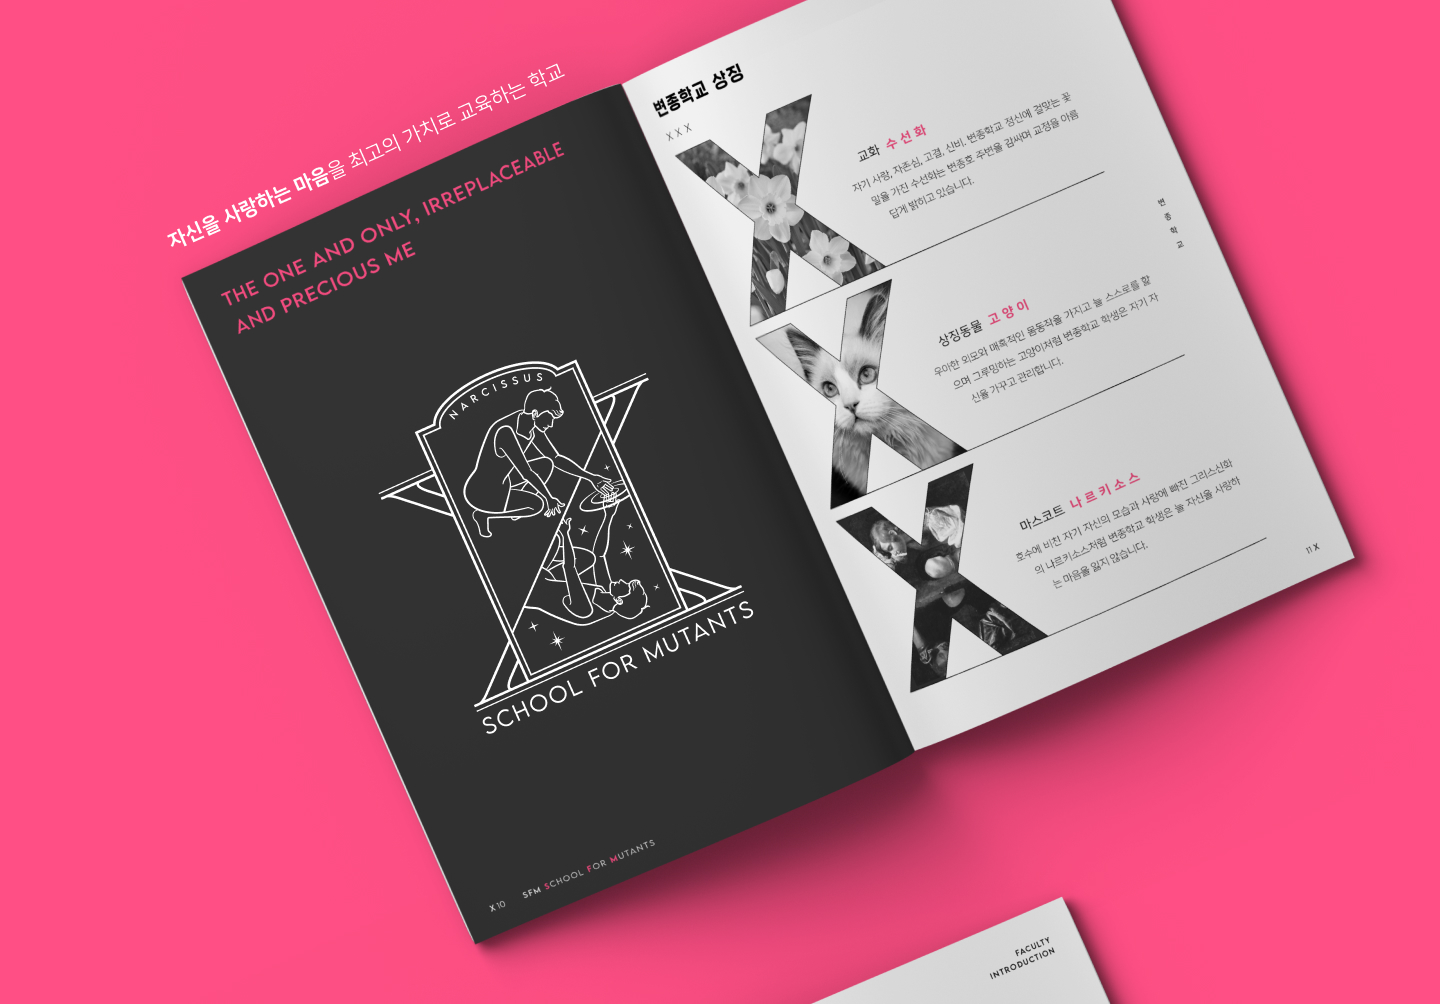 자신을 사랑하는 마음을 최고의 가치로 교육하는 학교
THE ONE AND ONLY, IRREPLACEABLE
AND PRECIOUS ME
NARCISSUS
SCHOOL FOR MUTANTS
X 10 SFM SCHOOL FOR MUTANTS
변종학교 상징
X X X
교화 수선화
자기 사랑, 자존심, 고결, 신비. 변종학교 정신에 걸맞는 꽃
말을 가진 수선화는 변종호 주변을 감싸며 교정을 아름
답게 밝히고 있습니다.
상징동물 고양이
우아한 외모와 매혹적인 몸동작을 가지고 늘 스스로를 핥
으며 그루밍하는 고양이처럼 변종학교 학생은 자기 자
신을 가꾸고 관리합니다.
마스코트 나르키소스
호수에 비친 자기 자신의 모습과 사랑에 빠진 그리스신화
의 나르키소스처럼 변종학교 학생은 늘 자신을 사랑하
는 마음을 잃지 않습니다.
변종학교
11 X
FACULTY
INTRODUCTION